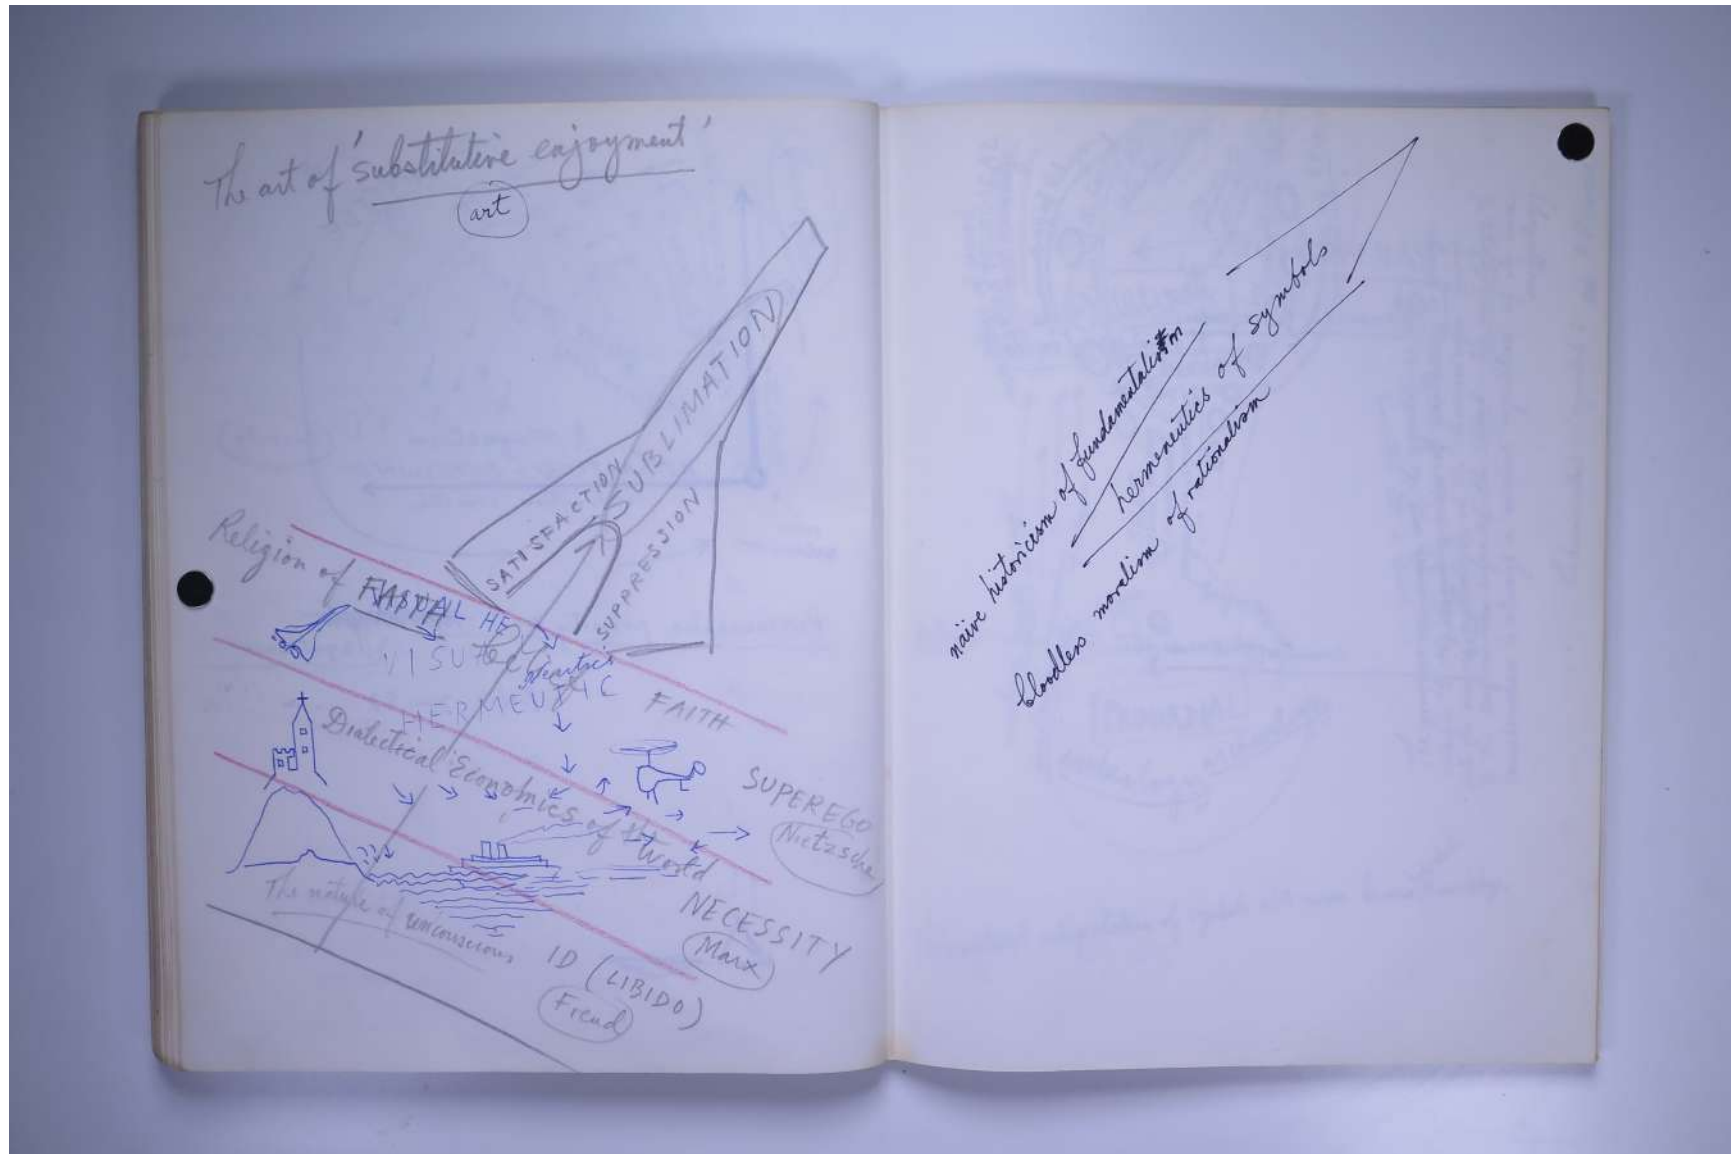 The art of 'substitutive enjoyment'
art
SATISFACTION
SUBLIMATION
SUPPRESSION
Religion of
VISU
HERMEUTIC
FAITH
SUPEREGO
Nietzsche
Dialectical Economics of the World
NECESSITY
Marx
The nature of unconscious
ID (LIBIDO)
Freud
naive historicism of fundamentalism
hermeneutics of symbols
bloodless moralism of rationalism